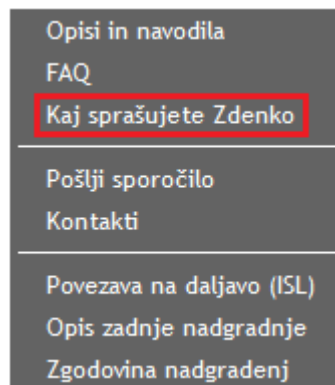 Opisi in navodila
FAQ
Kaj sprašujete Zdenko
Pošlji sporočilo
Kontakti
Povezava na daljavo (ISL)
Opis zadnje nadgradnje
Zgodovina nadgradenj